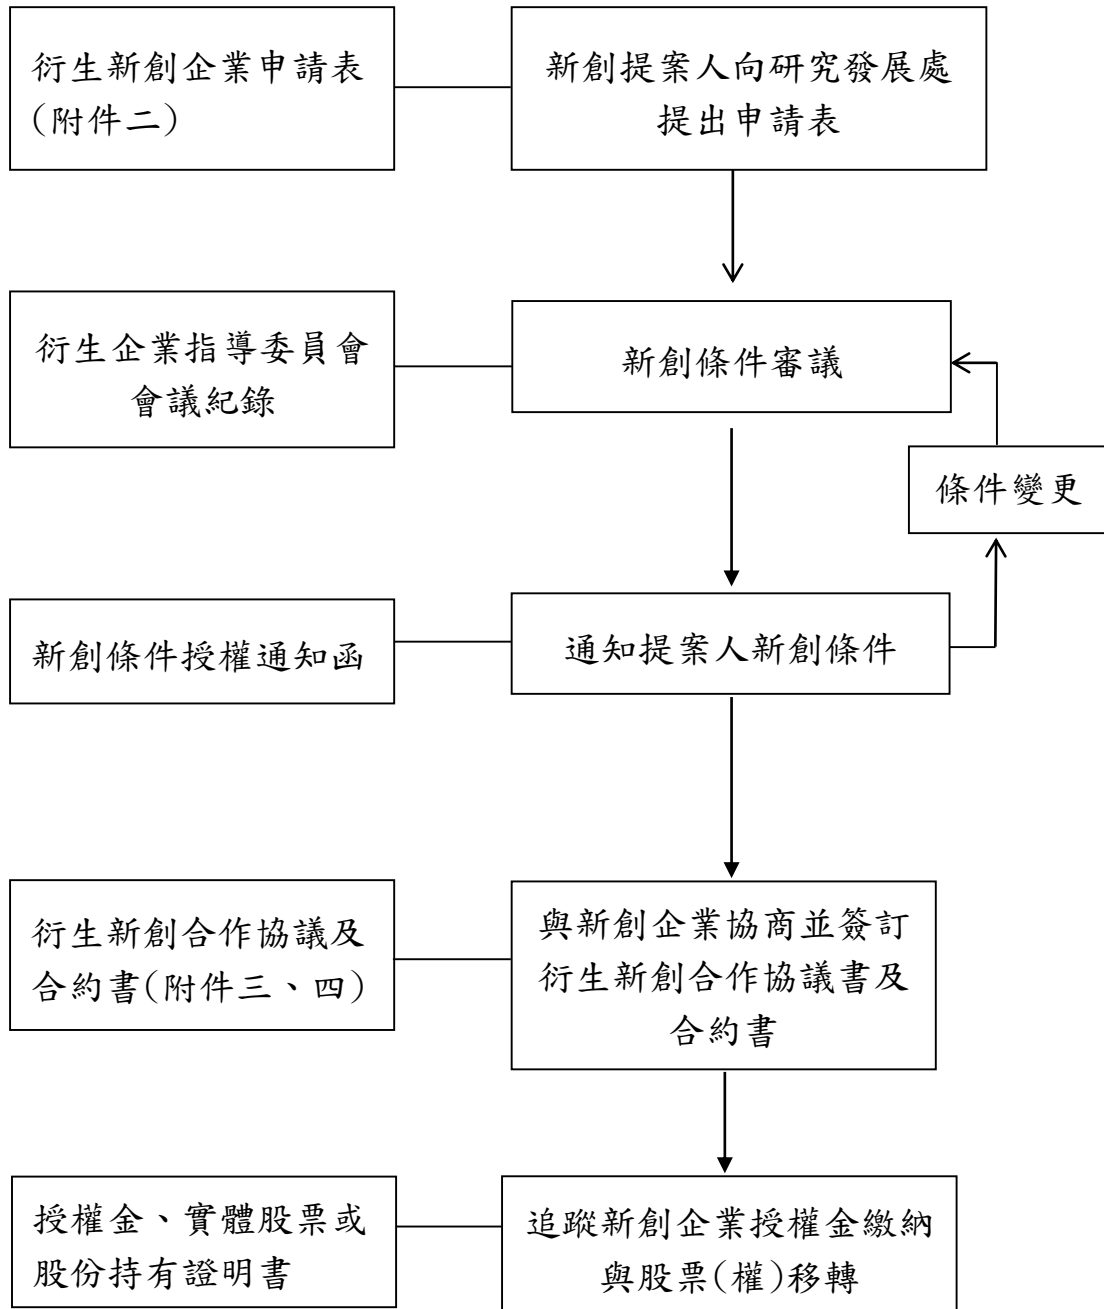 衍生新創企業申請表
(附件二)
新創提案人向研究發展處
提出申請表
衍生企業指導委員會
會議紀錄
新創條件審議
條件變更
新創條件授權通知函
通知提案人新創條件
衍生新創合作協議及
合約書(附件三、四)
與新創企業協商並簽訂
衍生新創合作協議書及
合約書
授權金、實體股票或
股份持有證明書
追蹤新創企業授權金繳納
與股票(權)移轉